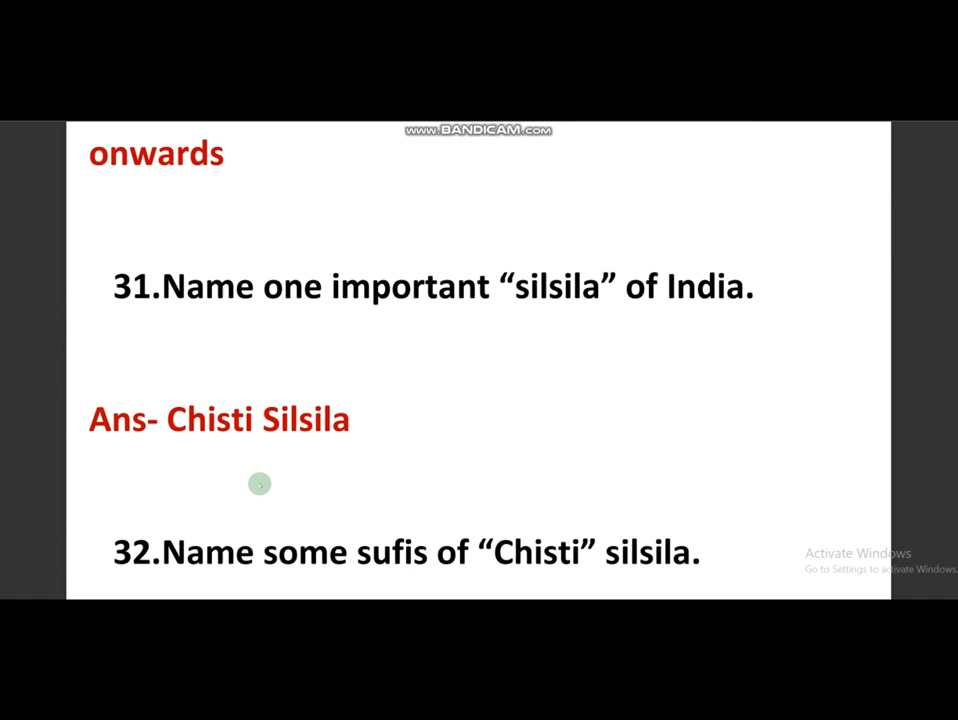 www.BANDICAM.com
onwards
31.Name one important “silsila” of India.
Ans- Chisti Silsila
32.Name some sufis of “Chisti” silsila.
Activate Windows
Go to Settings to activate Windows.